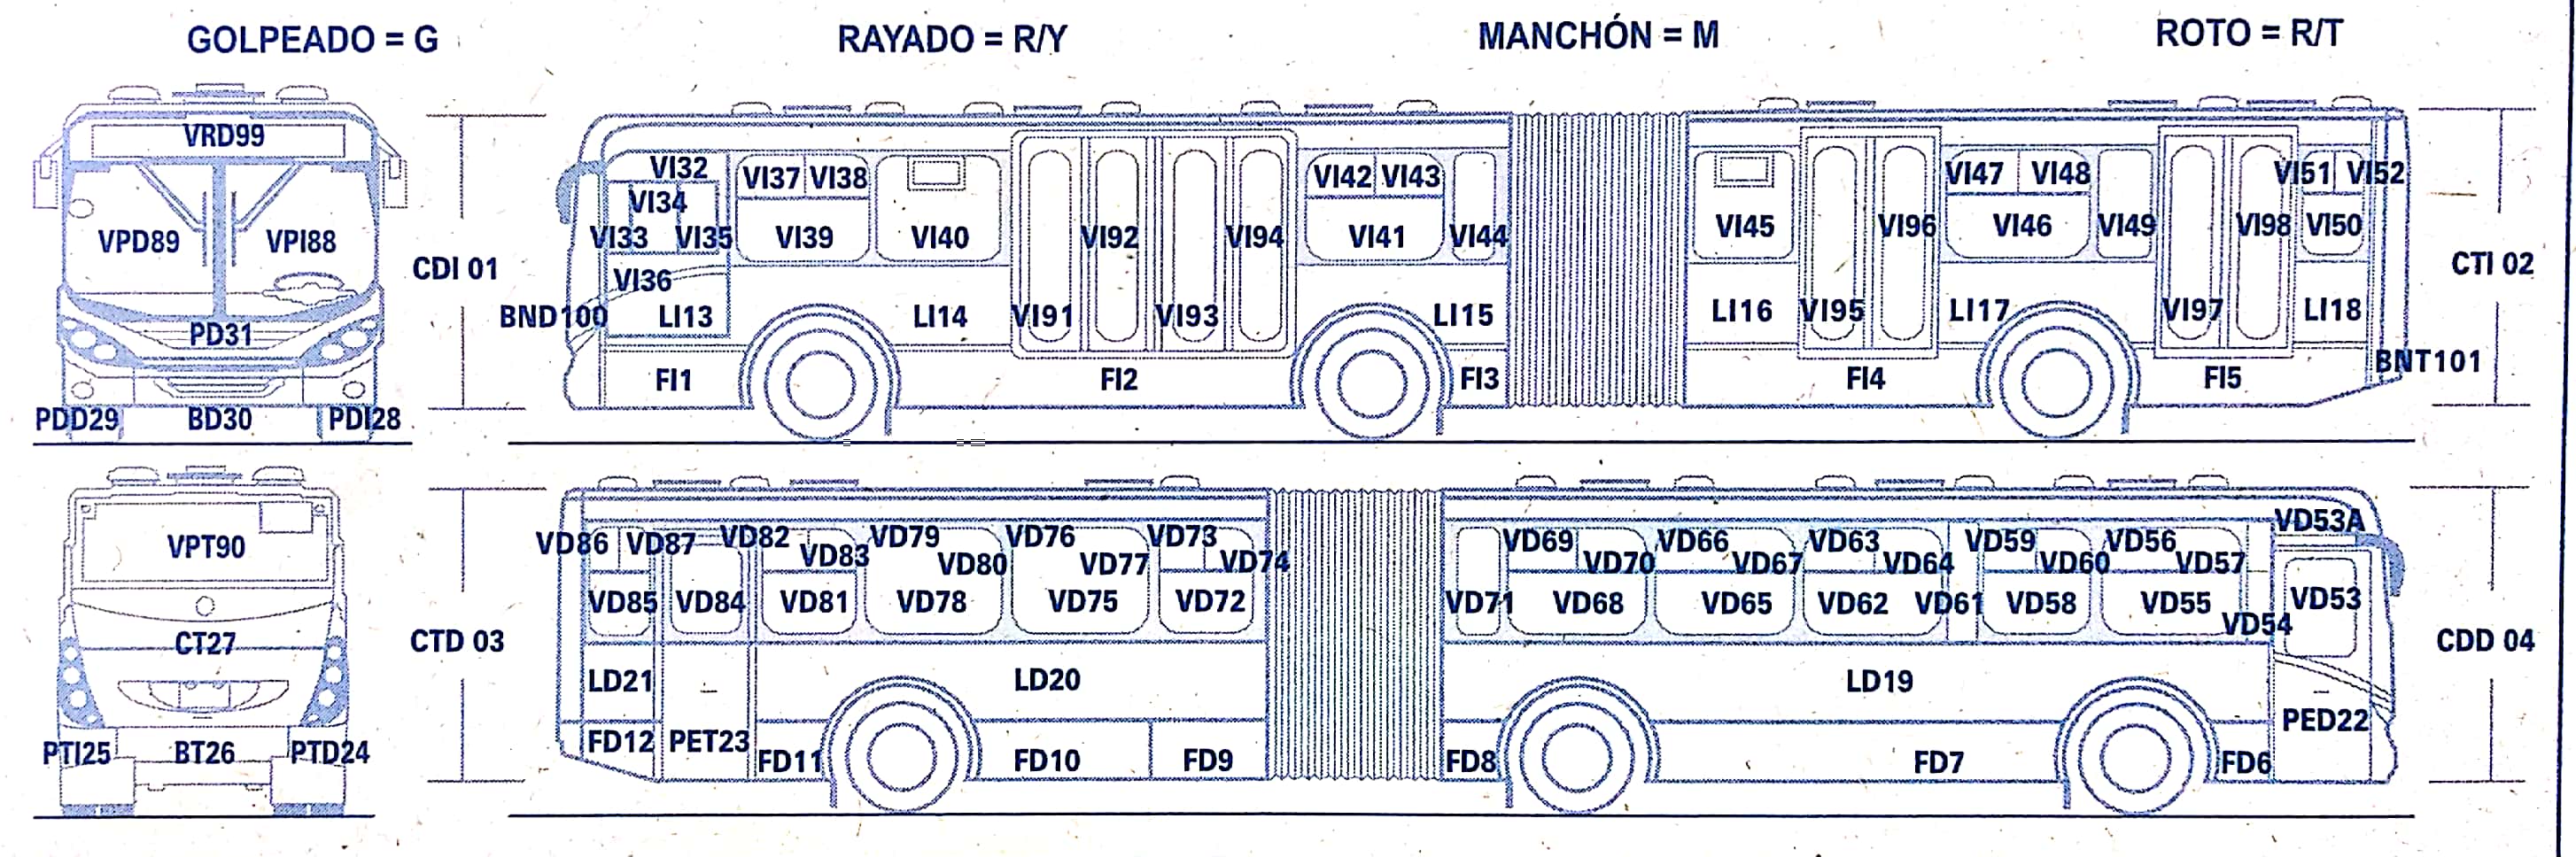 GOLPEADO = G RAYADO = R/Y MANCHÓN = M ROTO = R/T
VRD99
VPD89 VPI88
PD31
PDD29 BD30 PDI28
CDI 01
VI32 VI37 VI38 VI42 VI43 VI47 VI48 VI51 VI52
VI34
VI33 VI35 VI39 VI40 VI92 VI94 VI41 VI44 VI45 VI96 VI46 VI49 VI98 VI50
VI36
BND100 LI13 LI14 VI91 VI93 LI15 LI16 VI95 LI17 VI97 LI18
FI1 FI2 FI3 FI4 FI5 BNT101
CTI 02
VPT90
CT27
PTI25 BT26 PTD24
CTD 03
VD86 VD87 VD82 VD83 VD79 VD80 VD76 VD77 VD73 VD74 VD69 VD70 VD66 VD67 VD63 VD64 VD59 VD60 VD56 VD57 VD53A
VD85 VD84 VD81 VD78 VD75 VD72 VD71 VD68 VD65 VD62 VD61 VD58 VD55 VD54 VD53
LD21 LD20 LD19
FD12 PET23 FD11 FD10 FD9 FD8 FD7 FD6 PED22
CDD 04